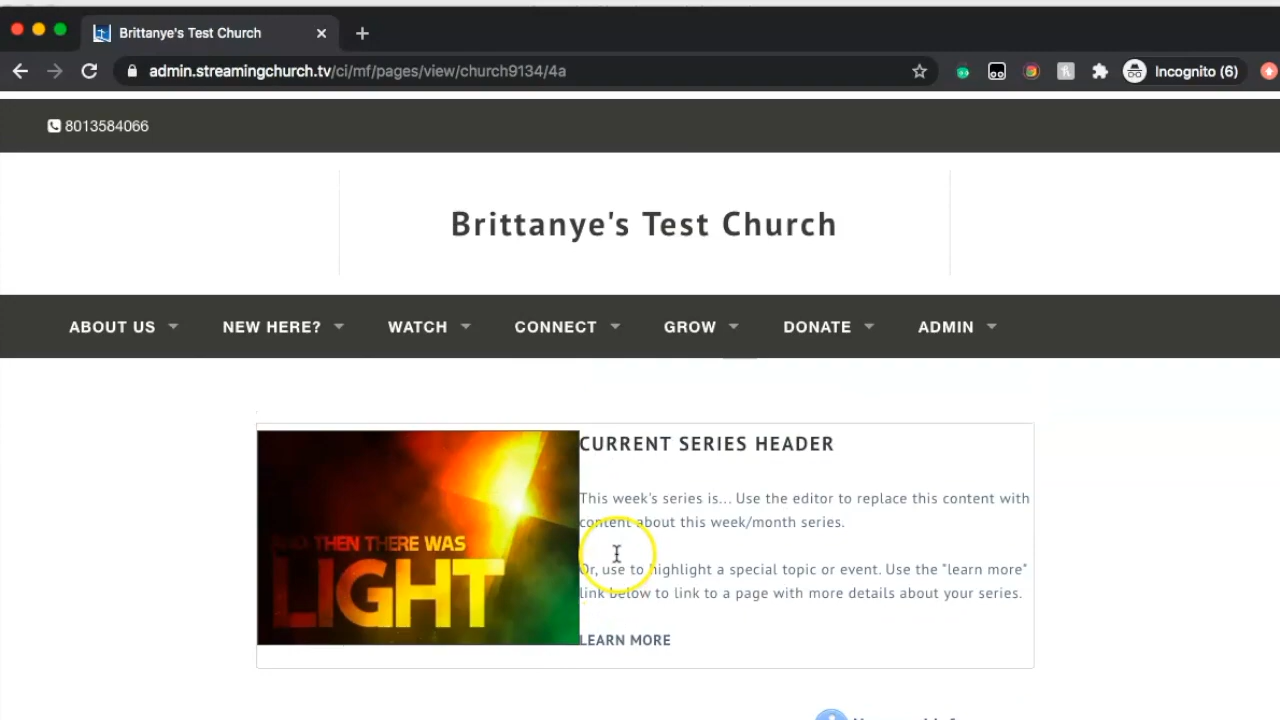 Brittanye's Test Church
admin.streamingchurch.tv/ci/mf/pages/view/church9134/4a
Incognito (6)
8013584066
Brittanye's Test Church
ABOUT US
NEW HERE?
WATCH
CONNECT
GROW
DONATE
ADMIN
AND THEN THERE WAS
LIGHT
CURRENT SERIES HEADER
This week's series is... Use the editor to replace this content with
content about this week/month series.
Or, use to highlight a special topic or event. Use the "learn more"
link below to link to a page with more details about your series.
LEARN MORE